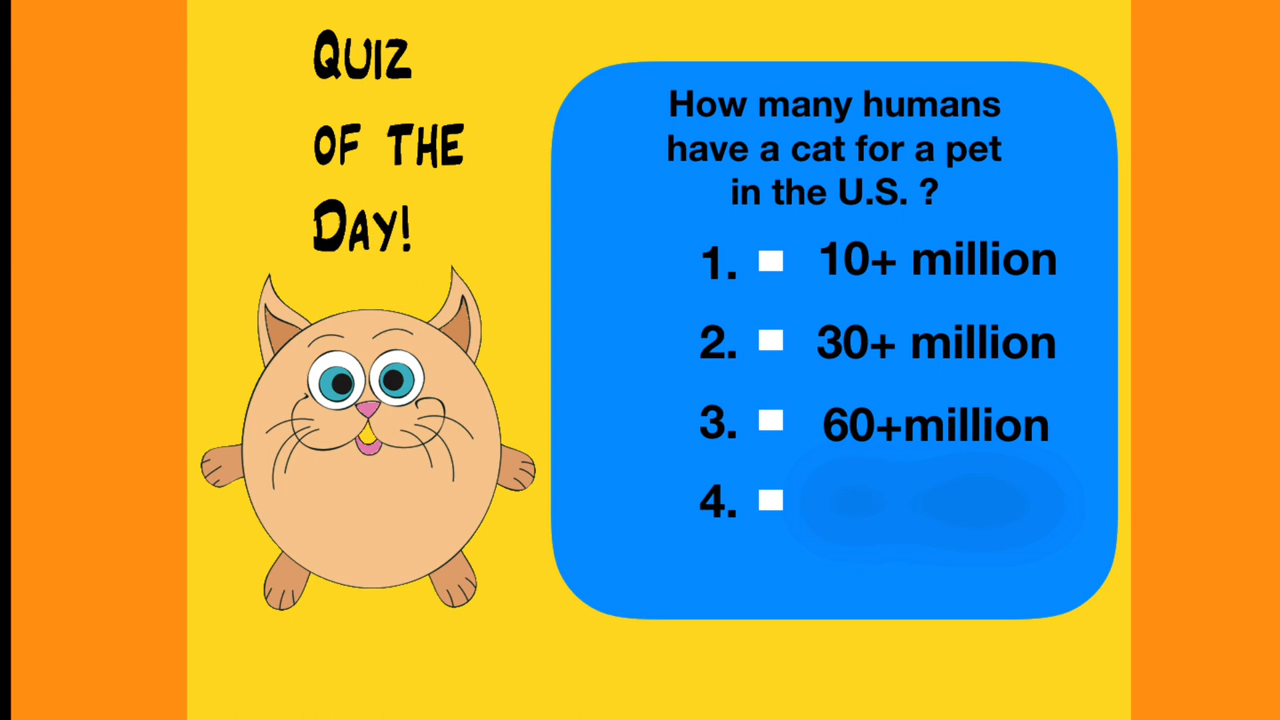 Quiz
of the
Day!
How many humans
have a cat for a pet
in the U.S. ?
1. 10+ million
2. 30+ million
3. 60+million
4.